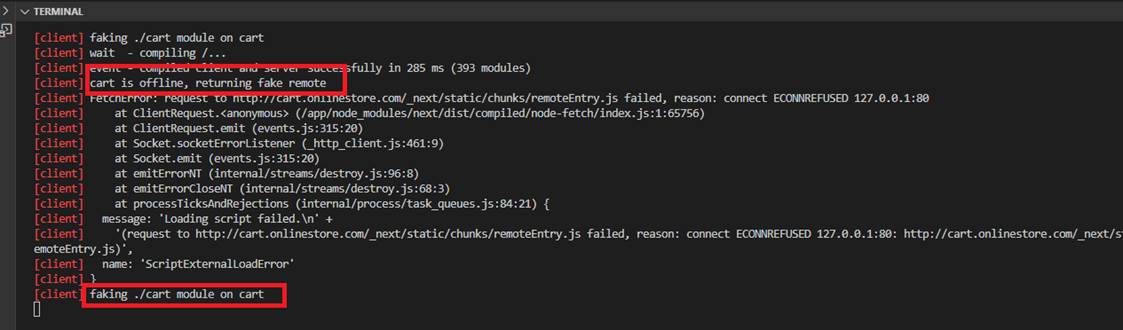 TERMINAL
[client] faking ./cart module on cart
[client] wait  - compiling /...
[client] event - compiled client and server successfully in 285 ms (393 modules)
[client] cart is offline, returning fake remote
[client] FetchError: request to http://cart.onlinestore.com/_next/static/chunks/remoteEntry.js failed, reason: connect ECONNREFUSED 127.0.0.1:80
[client]     at ClientRequest.<anonymous> (/app/node_modules/next/dist/compiled/node-fetch/index.js:1:65756)
[client]     at ClientRequest.emit (events.js:315:20)
[client]     at Socket.socketErrorListener (_http_client.js:461:9)
[client]     at Socket.emit (events.js:315:20)
[client]     at emitErrorNT (internal/streams/destroy.js:96:8)
[client]     at emitErrorCloseNT (internal/streams/destroy.js:68:3)
[client]     at processTicksAndRejections (internal/process/task_queues.js:84:21) {
[client]   message: 'Loading script failed.\n' +
[client]     '(request to http://cart.onlinestore.com/_next/static/chunks/remoteEntry.js failed, reason: connect ECONNREFUSED 127.0.0.1:80: http://cart.onlinestore.com/_next/st
emoteEntry.js)',
[client]   name: 'ScriptExternalLoadError'
[client] }
[client] faking ./cart module on cart